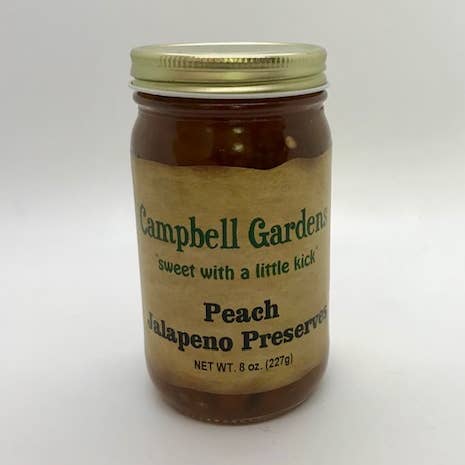 Campbell Gardens
"sweet with a little kick"
Peach
Jalapeno Preserves
NET WT. 8 oz. (227g)